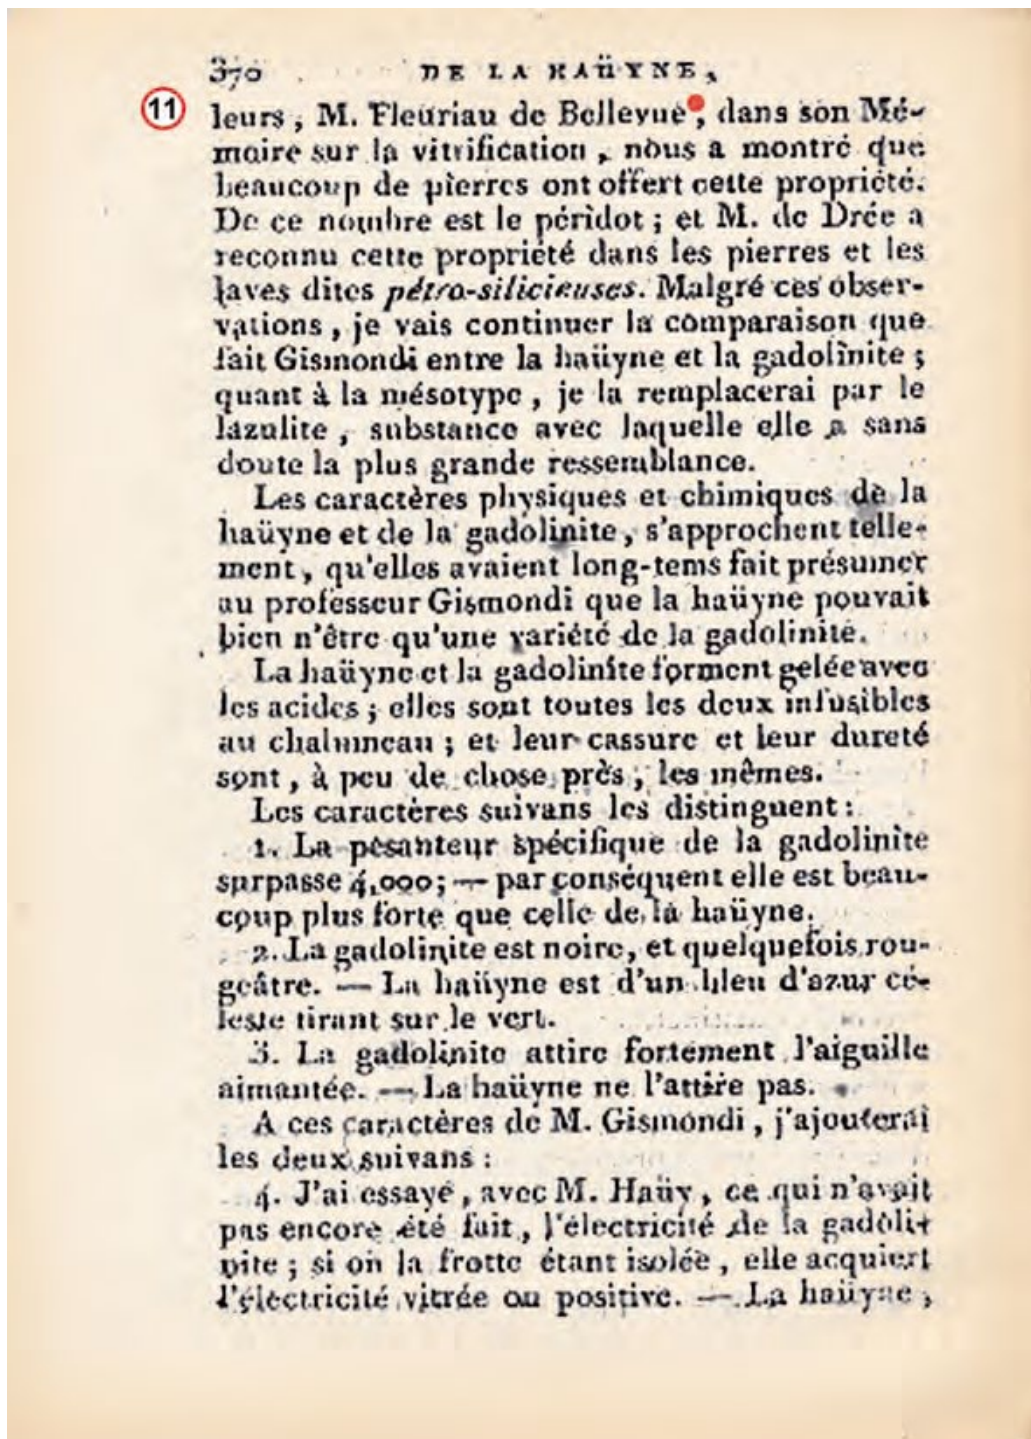 370 DE LA HAÜYNE,
11
leurs, M. Fleuriau de Bellevue, dans son Mé-
moire sur la vitrification, nous a montré que
beaucoup de pierres ont offert cette propriété.
De ce nombre est le péridot ; et M. de Drée a
reconnu cette propriété dans les pierres et les
laves dites pétro-silicieuses. Malgré ces obser-
vations, je vais continuer la comparaison que
fait Gismondi entre la haüyne et la gadolinite ;
quant à la mésotype, je la remplacerai par le
lazulite, substance avec laquelle elle a sans
doute la plus grande ressemblance.
Les caractères physiques et chimiques de la
haüyne et de la gadolinite, s'approchent telle-
ment, qu'elles avaient long-tems fait présumer
au professeur Gismondi que la haüyne pouvait
bien n'être qu'une variété de la gadolinite.
La haüyne et la gadolinite forment gelée avec
les acides ; elles sont toutes les deux infusibles
au chalumeau ; et leur cassure et leur dureté
sont, à peu de chose près, les mêmes.
Les caractères suivans les distinguent :
1. La pesanteur spécifique de la gadolinite
surpasse 4,000 ; — par conséquent elle est beau-
coup plus forte que celle de la haüyne.
2. La gadolinite est noire, et quelquefois rou-
geâtre. — La haüyne est d'un bleu d'azur cé-
leste tirant sur le vert.
3. La gadolinite attire fortement l'aiguille
aimantée. — La haüyne ne l'attire pas.
A ces caractères de M. Gismondi, j'ajouterai
les deux suivans :
4. J'ai essayé, avec M. Haüy, ce qui n'avait
pas encore été fait, l'électricité de la gadoli-
nite ; si on la frotte étant isolée, elle acquiert
l'électricité vitrée ou positive. — La haüyne,